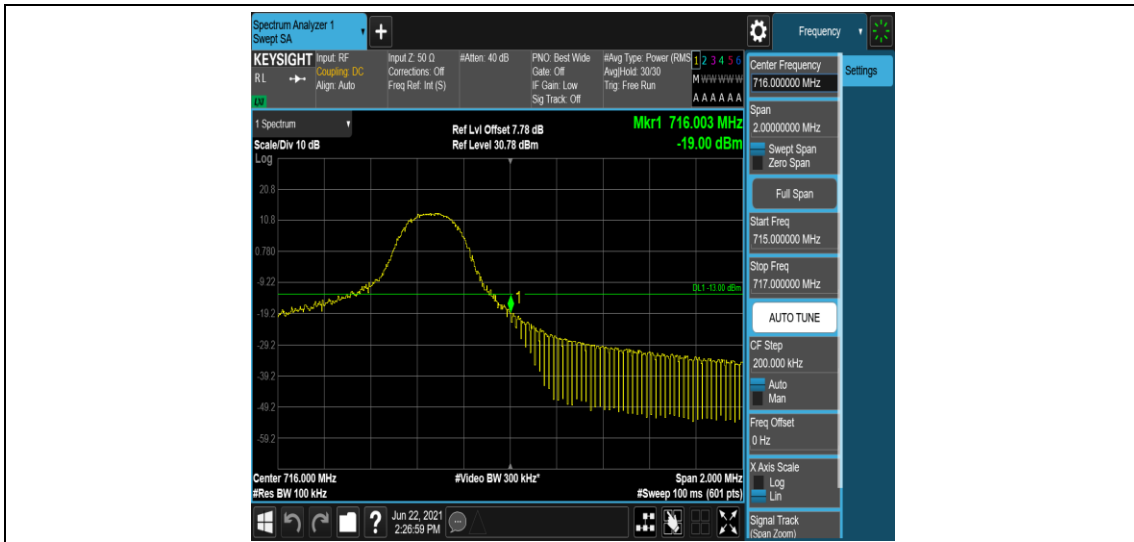 Spectrum Analyzer 1
Swept SA
+
Frequency
KEYSIGHT
RL
Input: RF
Coupling: DC
Align: Auto
Input Z: 50 Ω
Corrections: Off
Freq Ref: Int (S)
#Atten: 40 dB
PNO: Best Wide
Gate: Off
IF Gain: Low
Sig Track: Off
#Avg Type: Power (RMS
Avg|Hold: 30/30
Trig: Free Run
1 2 3 4 5 6
M W W W W W
A A A A A A
1 Spectrum
Scale/Div 10 dB
Log
Ref Lvl Offset 7.78 dB
Ref Level 30.78 dBm
Mkr1 716.003 MHz
-19.00 dBm
20.8
10.8
0.780
-9.22
-19.2
-29.2
-39.2
-49.2
-59.2
DL1 -13.00 dBm
1
Center 716.000 MHz
#Res BW 100 kHz
#Video BW 300 kHz*
Span 2.000 MHz
#Sweep 100 ms (601 pts)
?
Jun 22, 2021
2:26:59 PM
Center Frequency
716.000000 MHz
Settings
Span
2.00000000 MHz
Swept Span
Zero Span
Full Span
Start Freq
715.000000 MHz
Stop Freq
717.000000 MHz
AUTO TUNE
CF Step
200.000 kHz
Auto
Man
Freq Offset
0 Hz
X Axis Scale
Log
Lin
Signal Track
(Span Zoom)